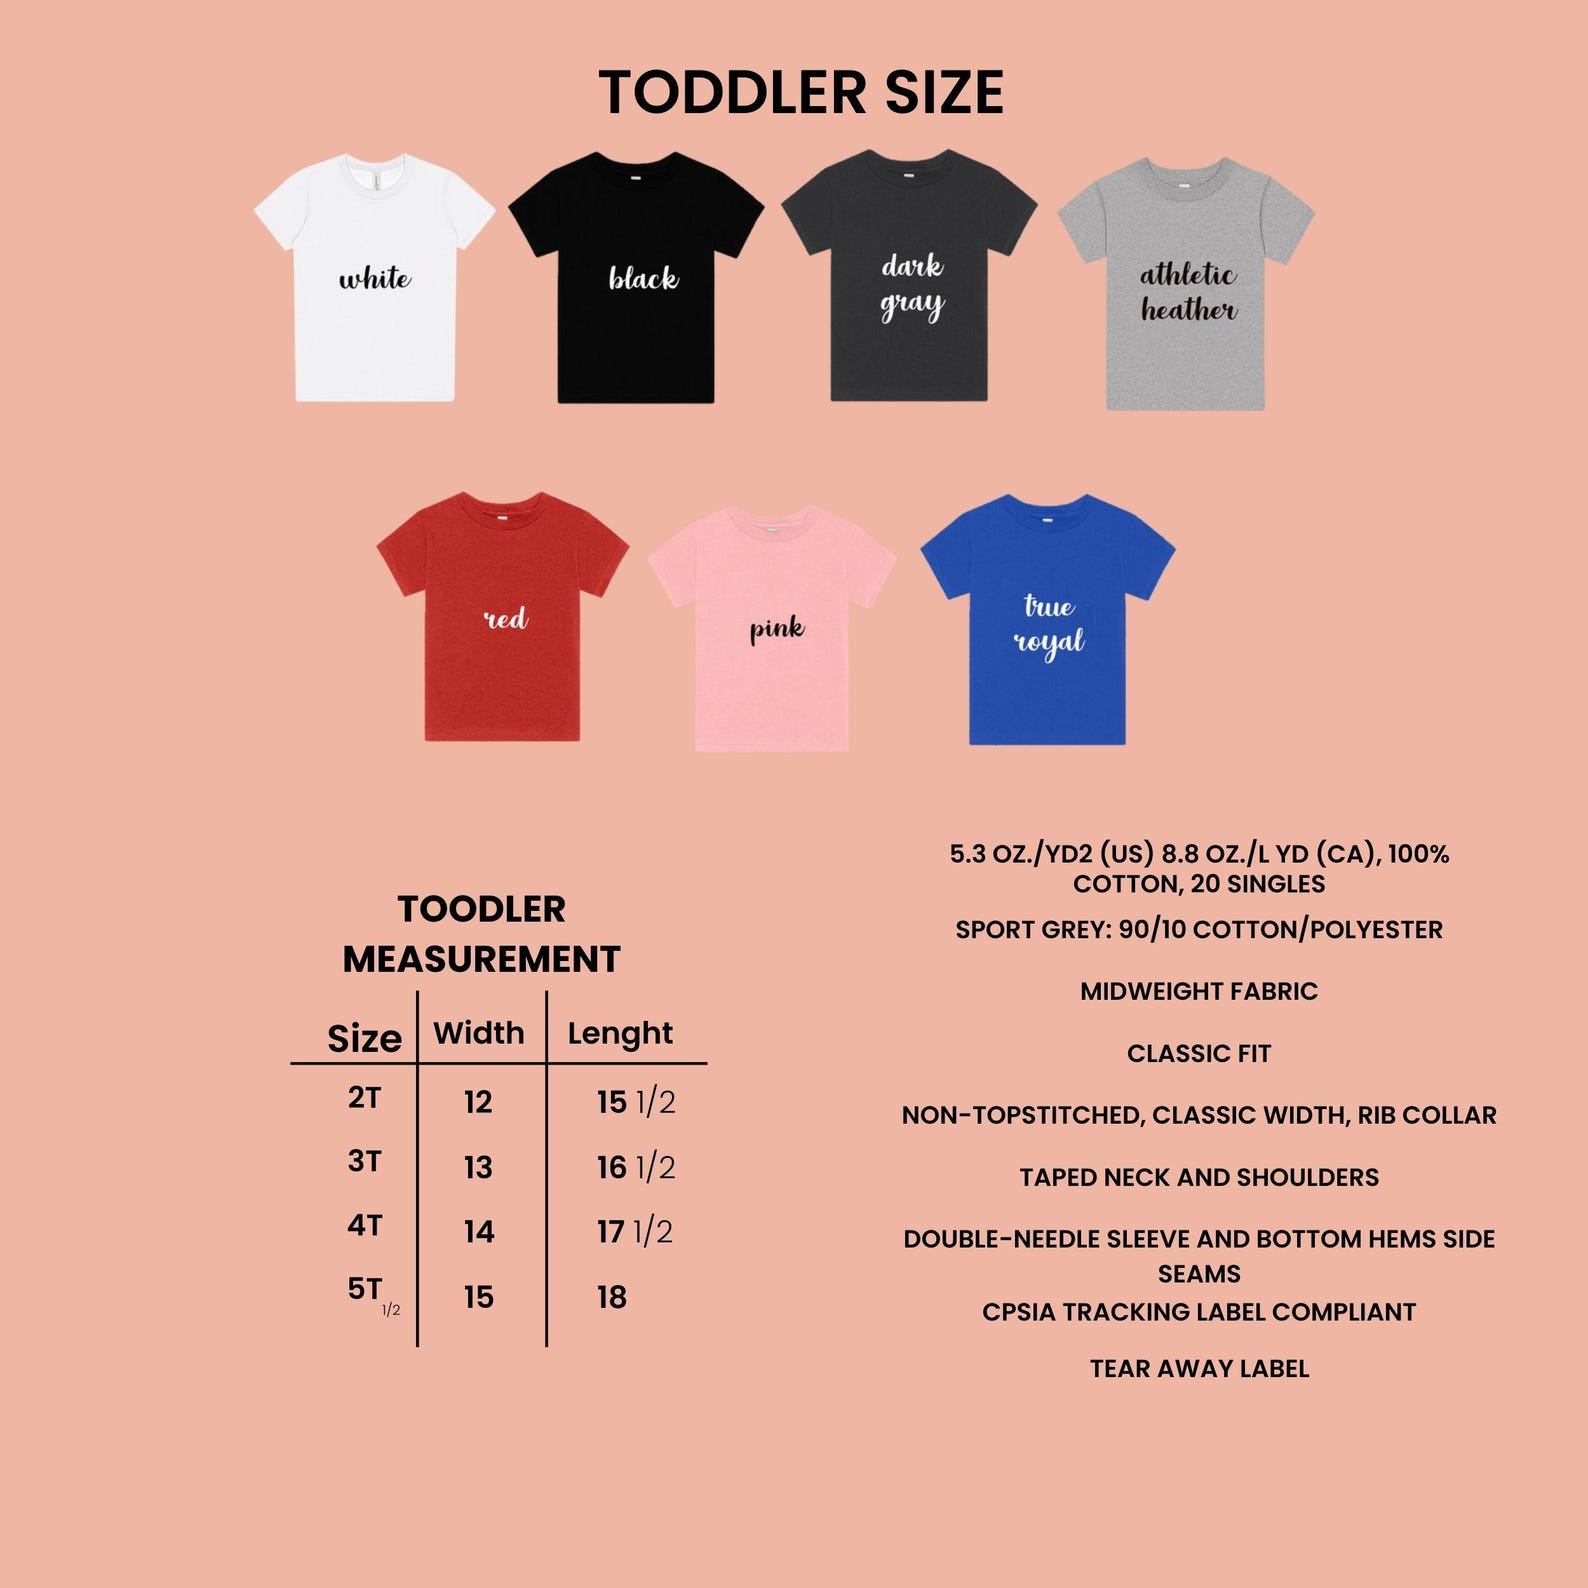 TODDLER SIZE
white
black
dark
gray
athletic
heather
red
pink
true
royal
TOODLER
MEASUREMENT
Size Width Lenght
2T 12 15 1/2
3T 13 16 1/2
4T 14 17 1/2
5T 15 18
1/2
5.3 OZ./YD2 (US) 8.8 OZ./L YD (CA), 100%
COTTON, 20 SINGLES
SPORT GREY: 90/10 COTTON/POLYESTER
MIDWEIGHT FABRIC
CLASSIC FIT
NON-TOPSTITCHED, CLASSIC WIDTH, RIB COLLAR
TAPED NECK AND SHOULDERS
DOUBLE-NEEDLE SLEEVE AND BOTTOM HEMS SIDE
SEAMS
CPSIA TRACKING LABEL COMPLIANT
TEAR AWAY LABEL